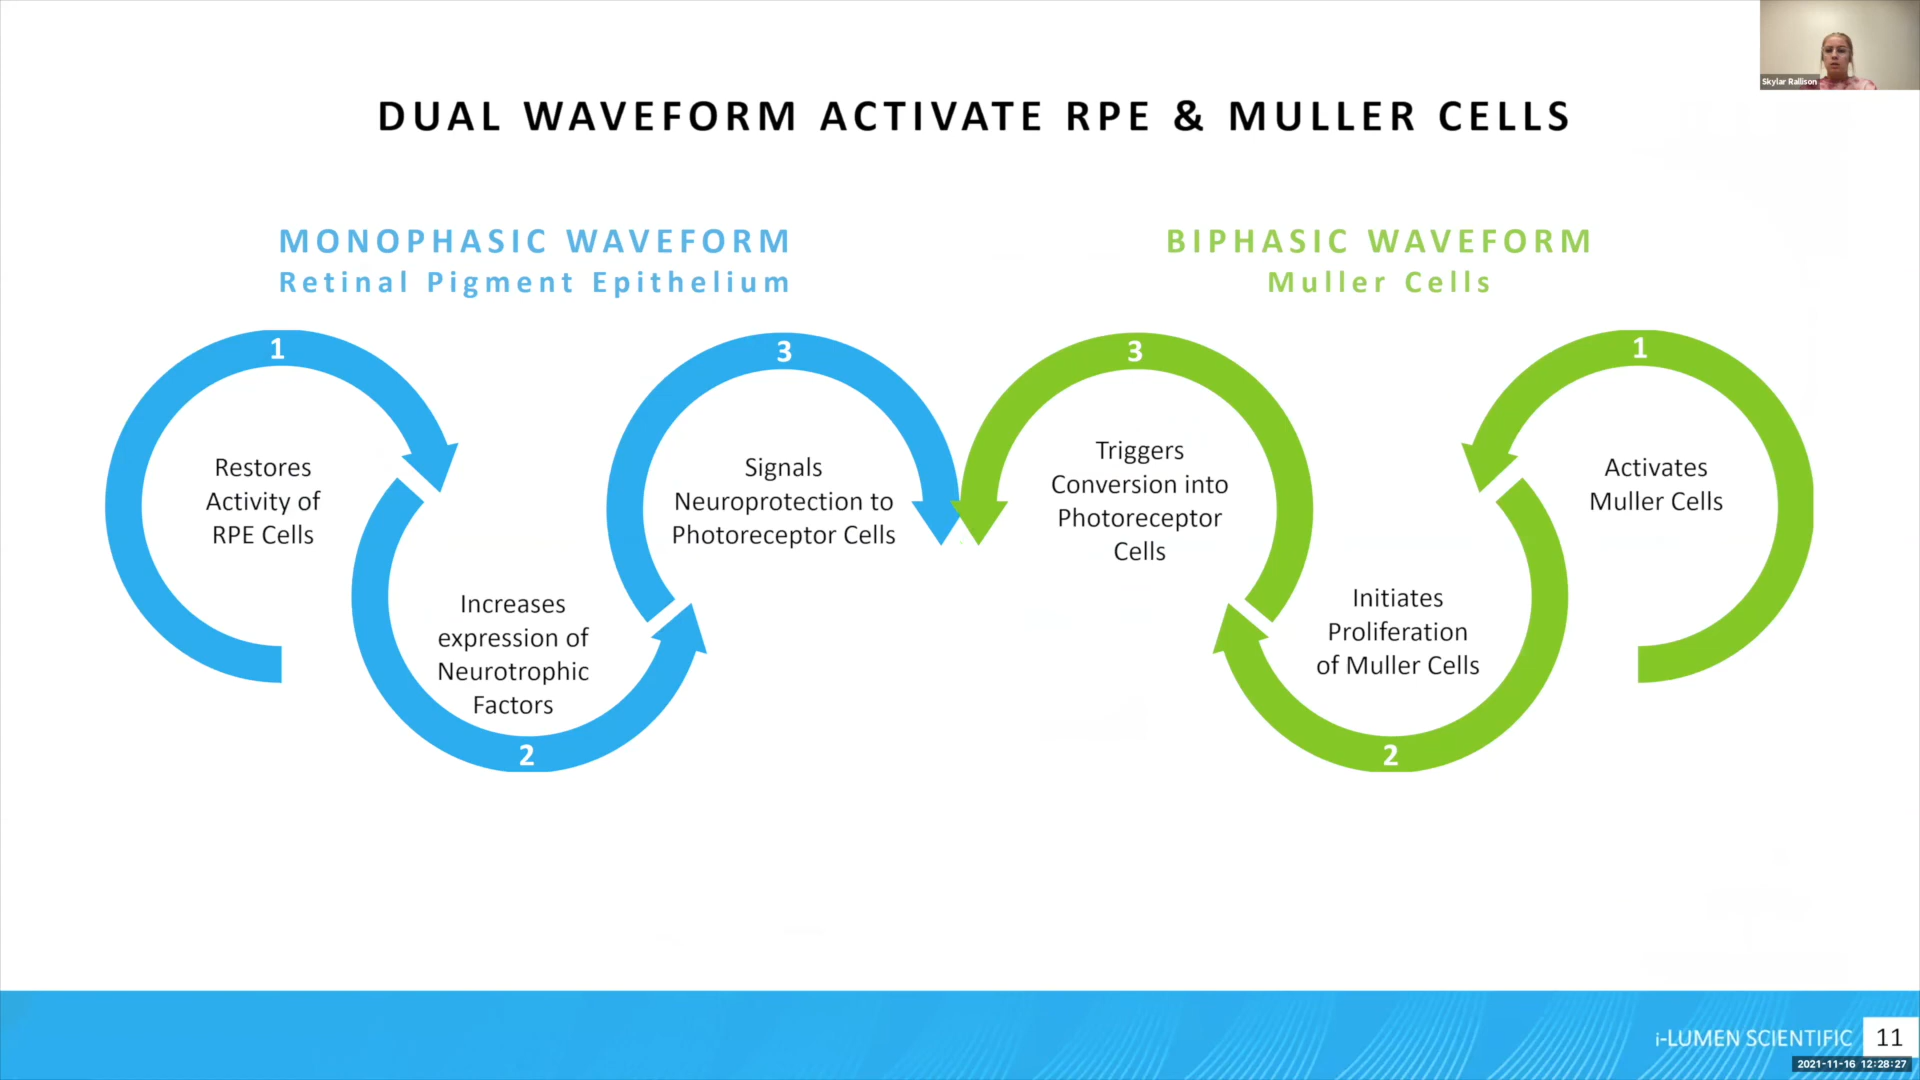 Skylar Rallison
DUAL WAVEFORM ACTIVATE RPE & MULLER CELLS
MONOPHASIC WAVEFORM
Retinal Pigment Epithelium
BIPHASIC WAVEFORM
Muller Cells
1
Restores
Activity of
RPE Cells
2
Increases
expression of
Neurotrophic
Factors
3
Signals
Neuroprotection to
Photoreceptor Cells
3
Triggers
Conversion into
Photoreceptor
Cells
2
Initiates
Proliferation
of Muller Cells
1
Activates
Muller Cells
i-LUMEN SCIENTIFIC
11
2021-11-16 12:28:27